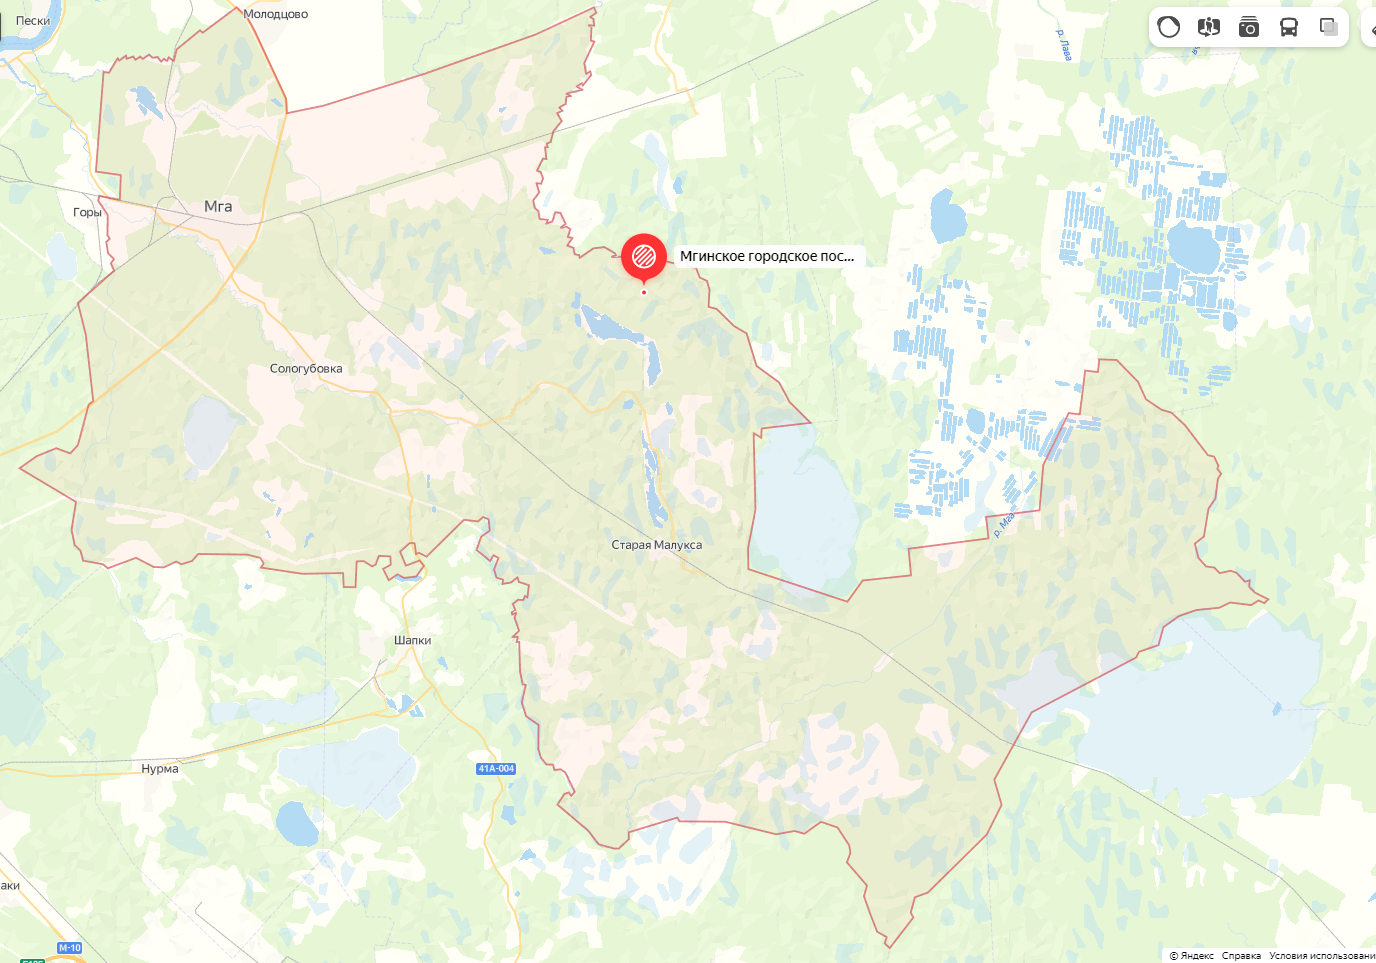 Пески
Молодцово
р. Лава
Мга
Горы
Мгинское городское пос...
Сологубовка
р. Мга
Старая Малукса
Шапки
Нурма
41А-004
аки
М-10
© Яндекс Справка Условия использовани